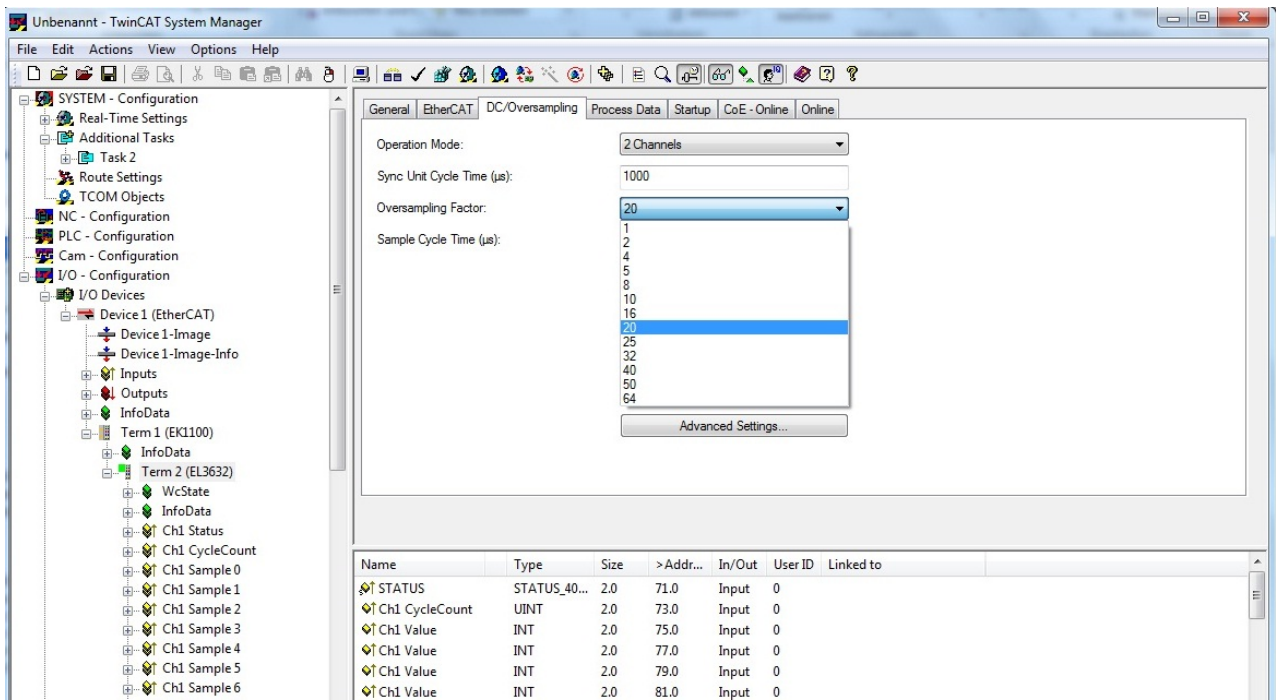 Unbenannt - TwinCAT System Manager
File Edit Actions View Options Help
SYSTEM - Configuration
Real-Time Settings
Additional Tasks
Task 2
Route Settings
TCOM Objects
NC - Configuration
PLC - Configuration
Cam - Configuration
I/O - Configuration
I/O Devices
Device 1 (EtherCAT)
Device 1-Image
Device 1-Image-Info
Inputs
Outputs
InfoData
Term 1 (EK1100)
InfoData
Term 2 (EL3632)
WcState
InfoData
Ch1 Status
Ch1 CycleCount
Ch1 Sample 0
Ch1 Sample 1
Ch1 Sample 2
Ch1 Sample 3
Ch1 Sample 4
Ch1 Sample 5
Ch1 Sample 6
General EtherCAT DC/Oversampling Process Data Startup CoE - Online Online
Operation Mode: 2 Channels
Sync Unit Cycle Time (µs): 1000
Oversampling Factor: 20
Sample Cycle Time (µs):
1
2
4
5
8
10
16
20
25
32
40
50
64
Advanced Settings...
Name Type Size >Addr... In/Out User ID Linked to
STATUS STATUS_40... 2.0 71.0 Input 0
Ch1 CycleCount UINT 2.0 73.0 Input 0
Ch1 Value INT 2.0 75.0 Input 0
Ch1 Value INT 2.0 77.0 Input 0
Ch1 Value INT 2.0 79.0 Input 0
Ch1 Value INT 2.0 81.0 Input 0